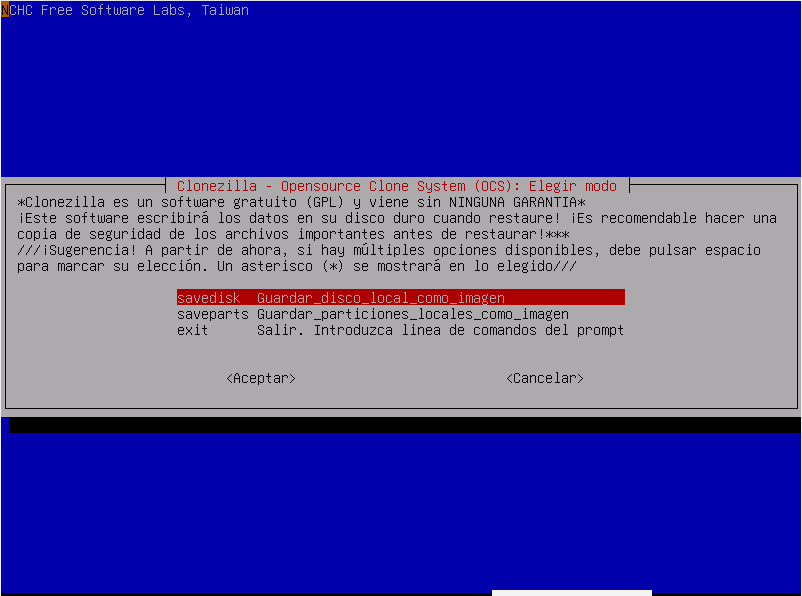 NCHC Free Software Labs, Taiwan
Clonezilla - Opensource Clone System (OCS): Elegir modo
*Clonezilla es un software gratuito (GPL) y viene sin NINGUNA GARANTIA*
¡Este software escribirá los datos en su disco duro cuando restaure! ¡Es recomendable hacer una
copia de seguridad de los archivos importantes antes de restaurar!***
///¡Sugerencia! A partir de ahora, si hay múltiples opciones disponibles, debe pulsar espacio
para marcar su elección. Un asterisco (*) se mostrará en lo elegido///
savedisk Guardar_disco_local_como_imagen
saveparts Guardar_particiones_locales_como_imagen
exit Salir. Introduzca linea de comandos del prompt
<Aceptar> <Cancelar>